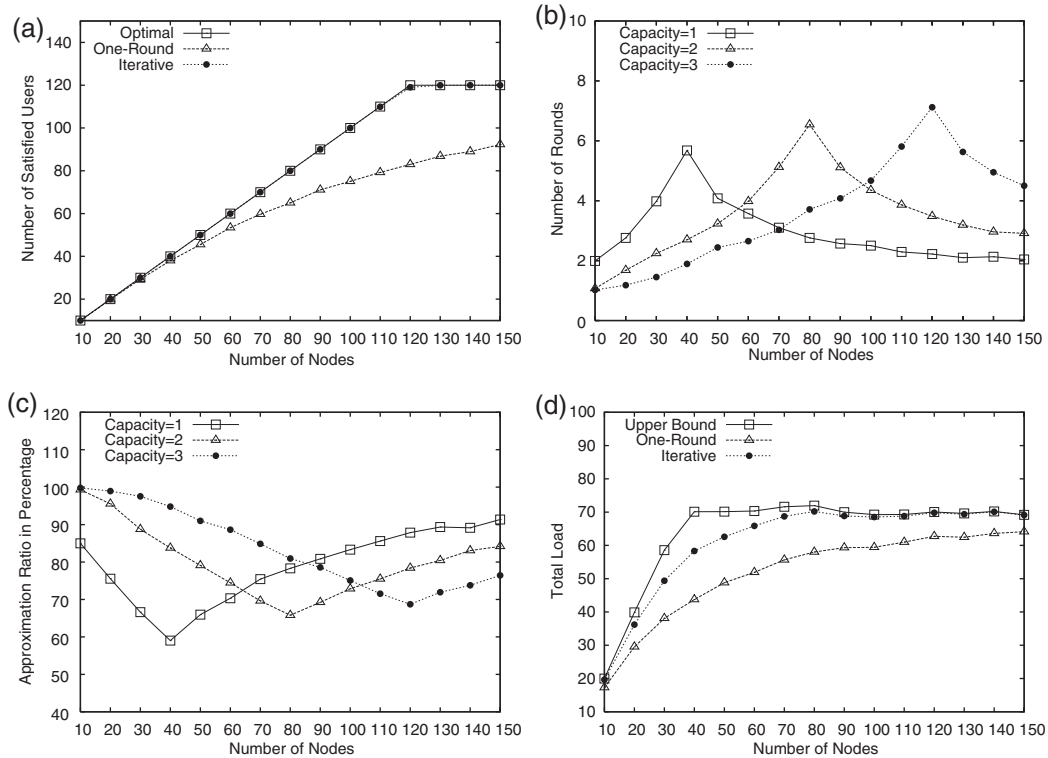 (a)
Optimal
One-Round
Iterative
140
120
100
80
60
40
20
Number of Satisfied Users
10 20 30 40 50 60 70 80 90 100 110 120 130 140 150
Number of Nodes
(b)
Capacity=1
Capacity=2
Capacity=3
10
8
6
4
2
0
Number of Rounds
10 20 30 40 50 60 70 80 90 100 110 120 130 140 150
Number of Nodes
(c)
Capacity=1
Capacity=2
Capacity=3
120
110
100
90
80
70
60
50
40
Approximation Ratio in Percentage
10 20 30 40 50 60 70 80 90 100 110 120 130 140 150
Number of Nodes
(d)
Upper Bound
One-Round
Iterative
100
90
80
70
60
50
40
30
20
10
Total Load
10 20 30 40 50 60 70 80 90 100 110 120 130 140 150
Number of Nodes